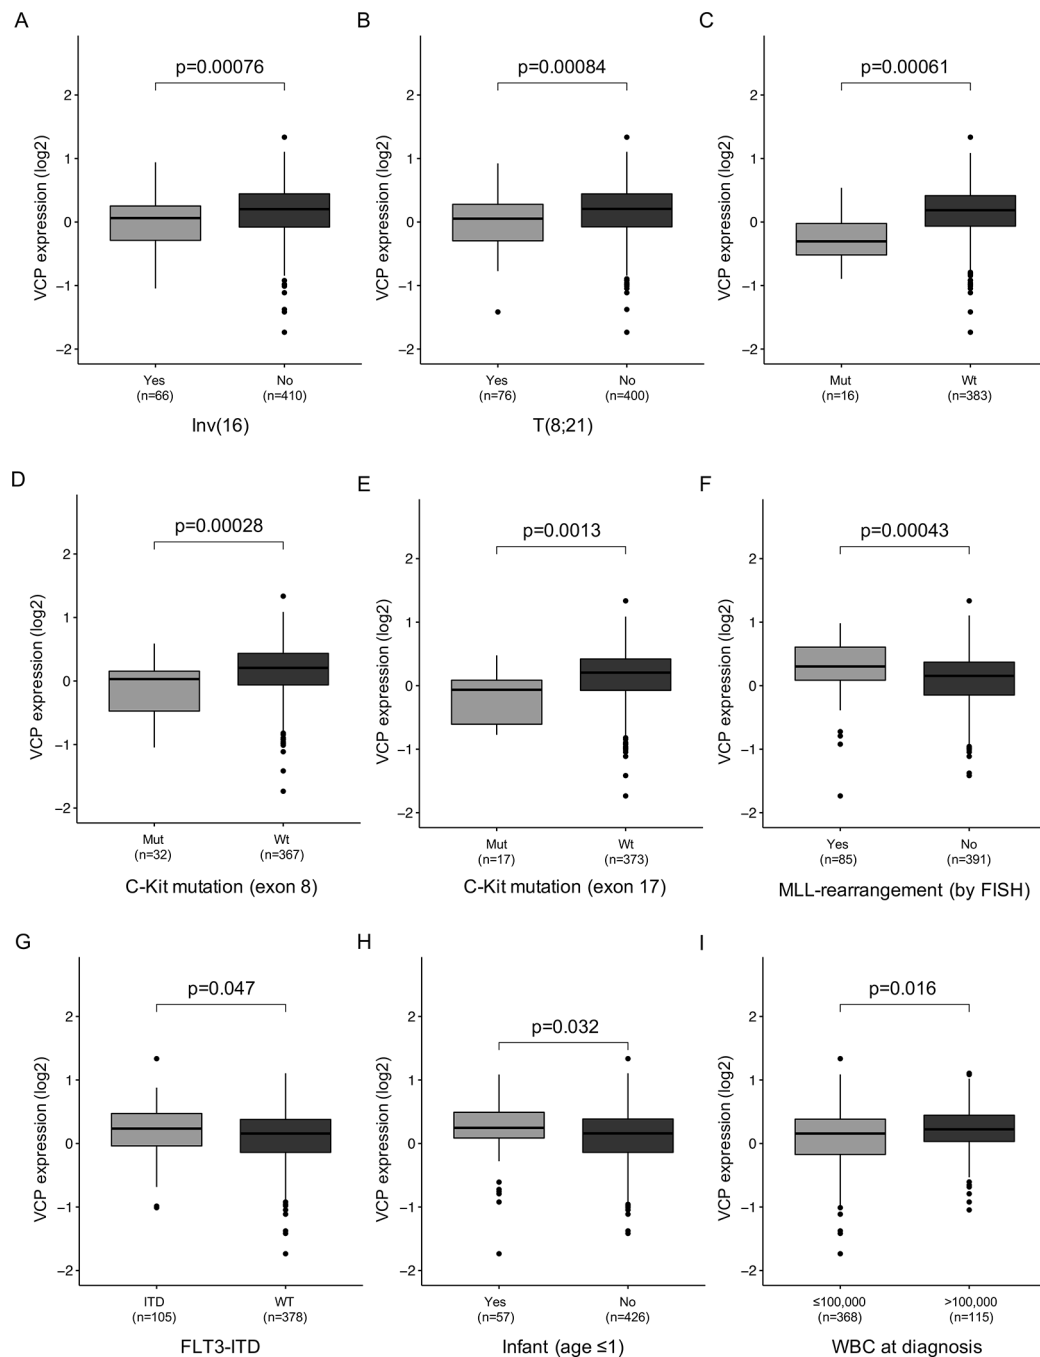 A
p=0.00076
VCP expression (log2)
2
1
0
−1
−2
Yes
(n=66)
No
(n=410)
Inv(16)
B
p=0.00084
VCP expression (log2)
2
1
0
−1
−2
Yes
(n=76)
No
(n=400)
T(8;21)
C
p=0.00061
VCP expression (log2)
2
1
0
−1
−2
Mut
(n=16)
Wt
(n=383)
D
p=0.00028
VCP expression (log2)
2
1
0
−1
−2
Mut
(n=32)
Wt
(n=367)
C-Kit mutation (exon 8)
E
p=0.0013
VCP expression (log2)
2
1
0
−1
−2
Mut
(n=17)
Wt
(n=373)
C-Kit mutation (exon 17)
F
p=0.00043
VCP expression (log2)
2
1
0
−1
−2
Yes
(n=85)
No
(n=391)
MLL-rearrangement (by FISH)
G
p=0.047
VCP expression (log2)
2
1
0
−1
−2
ITD
(n=105)
WT
(n=378)
FLT3-ITD
H
p=0.032
VCP expression (log2)
2
1
0
−1
−2
Yes
(n=57)
No
(n=426)
Infant (age ≤1)
I
p=0.016
VCP expression (log2)
2
1
0
−1
−2
≤100,000
(n=368)
>100,000
(n=115)
WBC at diagnosis